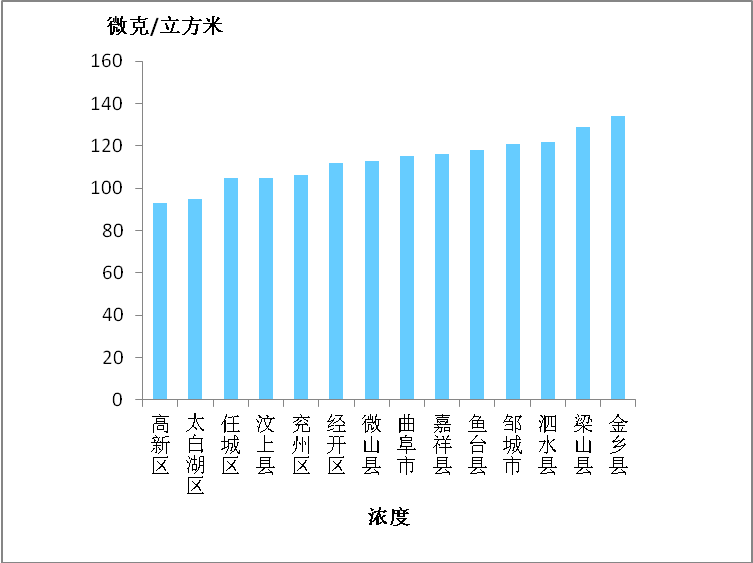 微克/立方米
160
140
120
100
80
60
40
20
0
高新区
太白湖区
任城区
汶上县
兖州区
经开区
微山县
曲阜市
嘉祥县
鱼台县
邹城市
泗水县
梁山县
金乡县
浓度